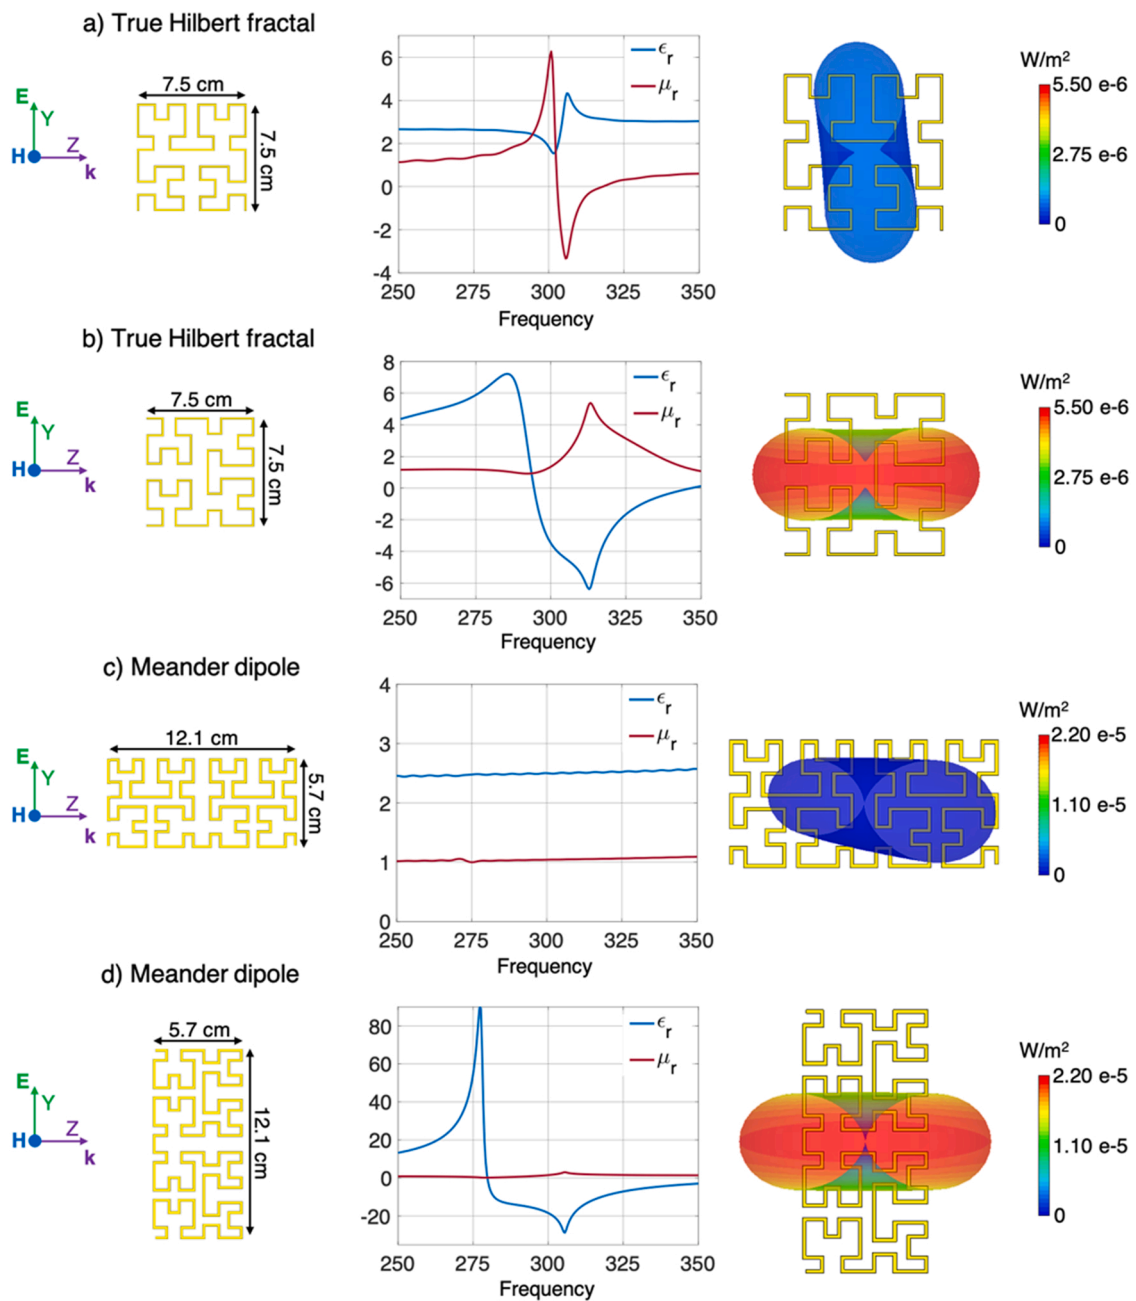 a) True Hilbert fractal
7.5 cm
7.5 cm
E
Y
H
Z
k
6
4
2
0
-2
-4
250 275 300 325 350
Frequency
ϵr
μr
W/m²
5.50 e-6
2.75 e-6
0
b) True Hilbert fractal
7.5 cm
7.5 cm
E
Y
H
Z
k
8
6
4
2
0
-2
-4
-6
250 275 300 325 350
Frequency
ϵr
μr
W/m²
5.50 e-6
2.75 e-6
0
c) Meander dipole
12.1 cm
5.7 cm
E
Y
H
Z
k
4
3
2
1
0
250 275 300 325 350
Frequency
ϵr
μr
W/m²
2.20 e-5
1.10 e-5
0
d) Meander dipole
5.7 cm
12.1 cm
E
Y
H
Z
k
80
60
40
20
0
-20
250 275 300 325 350
Frequency
ϵr
μr
W/m²
2.20 e-5
1.10 e-5
0